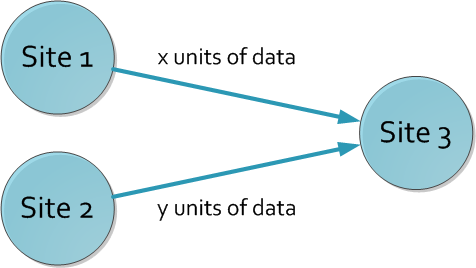 Site 1
x units of data
Site 3
Site 2
y units of data